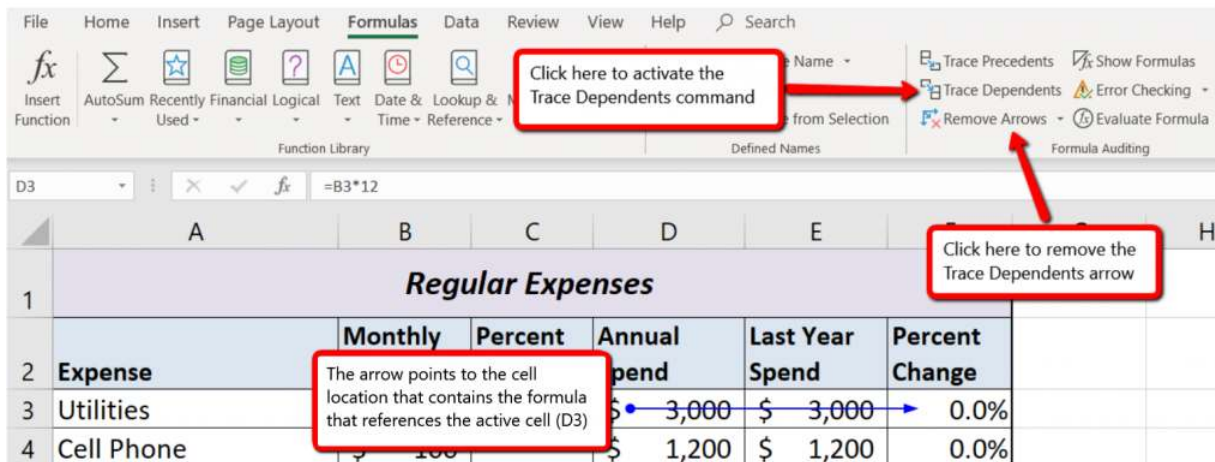 File Home Insert Page Layout Formulas Data Review View Help Search
fx Insert Function
AutoSum
Recently Used
Financial
Logical
Text
Date & Time
Lookup & Reference
M
Function Library
Click here to activate the
Trace Dependents command
Name
from Selection
Defined Names
Trace Precedents
Trace Dependents
Remove Arrows
Show Formulas
Error Checking
Evaluate Formula
Formula Auditing
D3 fx =B3*12
A B C D E H
Click here to remove the
Trace Dependents arrow
1 Regular Expenses
Monthly Percent Annual Last Year Percent
2 Expense Spend Change
The arrow points to the cell
location that contains the formula
that references the active cell (D3)
3 Utilities $ 3,000 $ 3,000 0.0%
4 Cell Phone $ 1,200 $ 1,200 0.0%